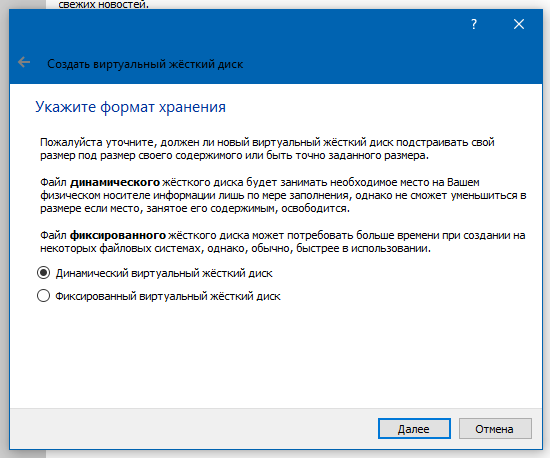 свежих новостей.
?
Создать виртуальный жёсткий диск
Укажите формат хранения
Пожалуйста уточните, должен ли новый виртуальный жёсткий диск подстраивать свой
размер под размер своего содержимого или быть точно заданного размера.
Файл динамического жёсткого диска будет занимать необходимое место на Вашем
физическом носителе информации лишь по мере заполнения, однако не сможет уменьшиться в
размере если место, занятое его содержимым, освободится.
Файл фиксированного жёсткого диска может потребовать больше времени при создании на
некоторых файловых системах, однако, обычно, быстрее в использовании.
Динамический виртуальный жёсткий диск
Фиксированный виртуальный жёсткий диск
Далее
Отмена